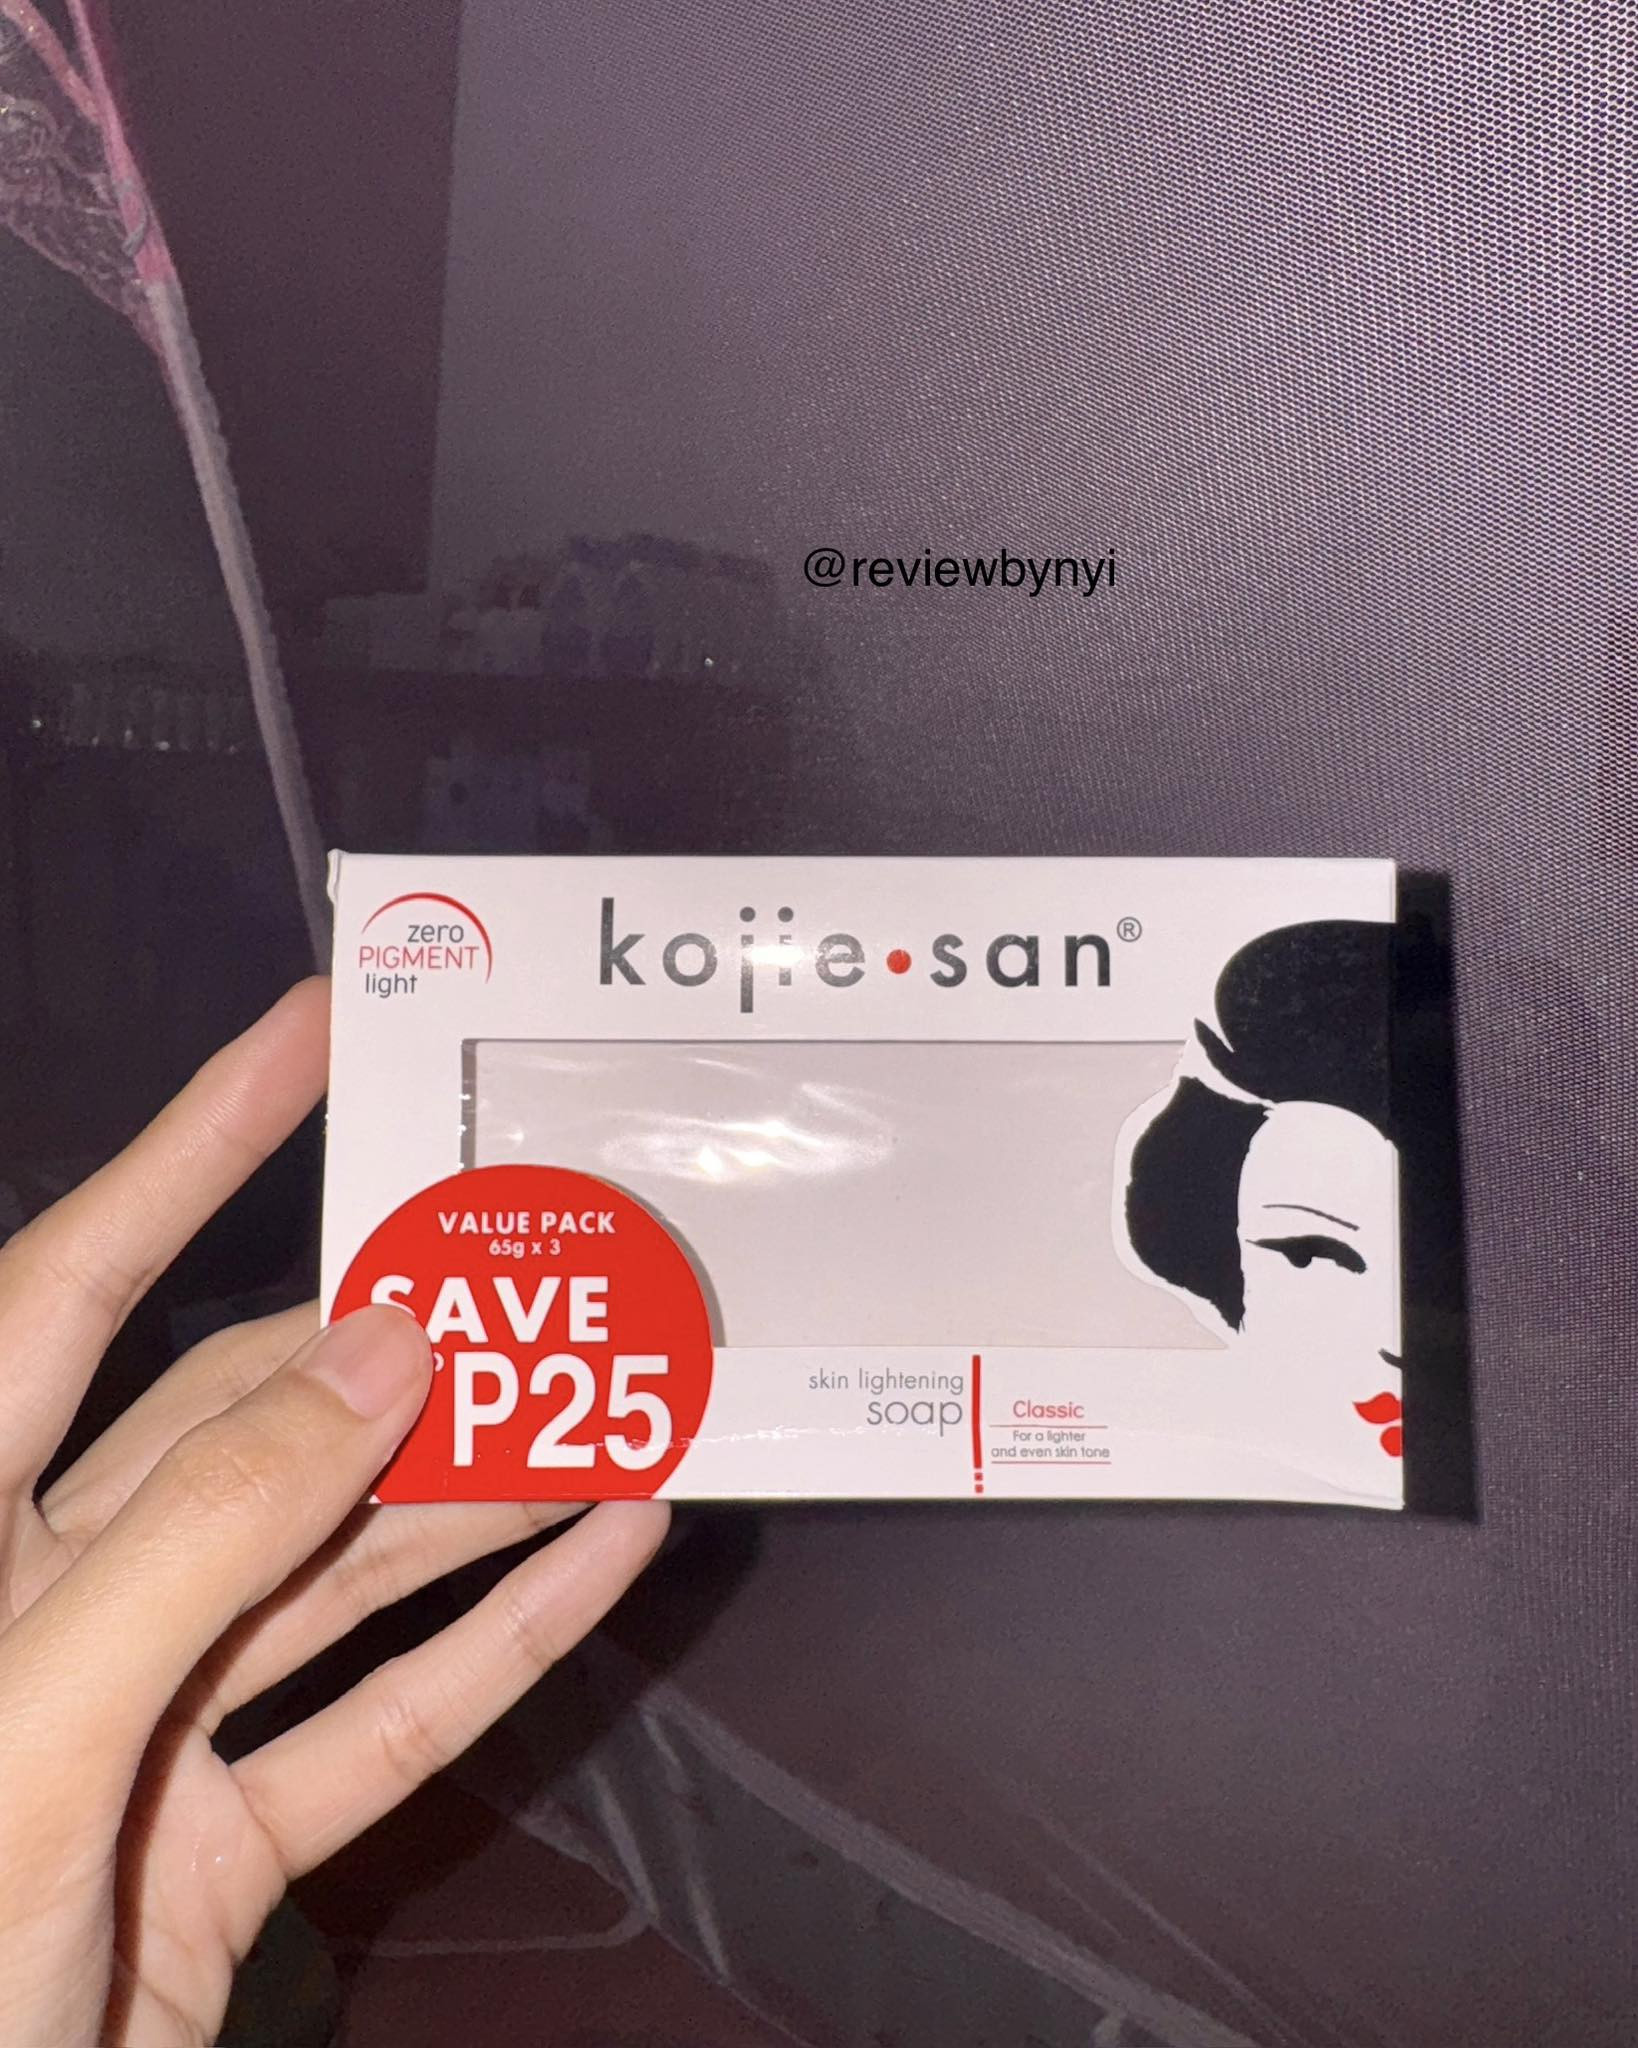 @reviewbynyi
zero
PIGMENT
light
kojie•san®
VALUE PACK
65g x 3
SAVE
P25
skin lightening
soap
Classic
For a lighter
and even skin tone